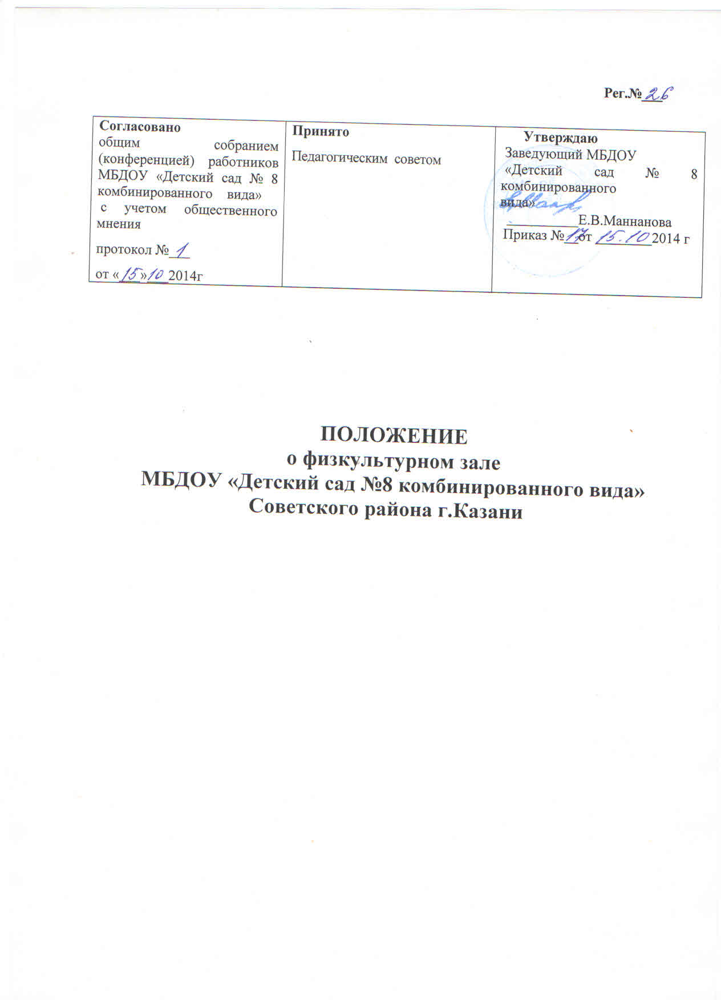 Рег.№ 26
Согласовано
общим собранием
(конференцией) работников
МБДОУ «Детский сад № 8
комбинированного вида»
с учетом общественного
мнения
протокол № 1
от «15» 10 2014г
Принято
Педагогическим советом
Утверждаю
Заведующий МБДОУ
«Детский сад № 8
комбинированного
вида»
Е.В.Маннанова
Приказ № 17 от 15.10 2014 г
ПОЛОЖЕНИЕ
о физкультурном зале
МБДОУ «Детский сад №8 комбинированного вида»
Советского района г.Казани